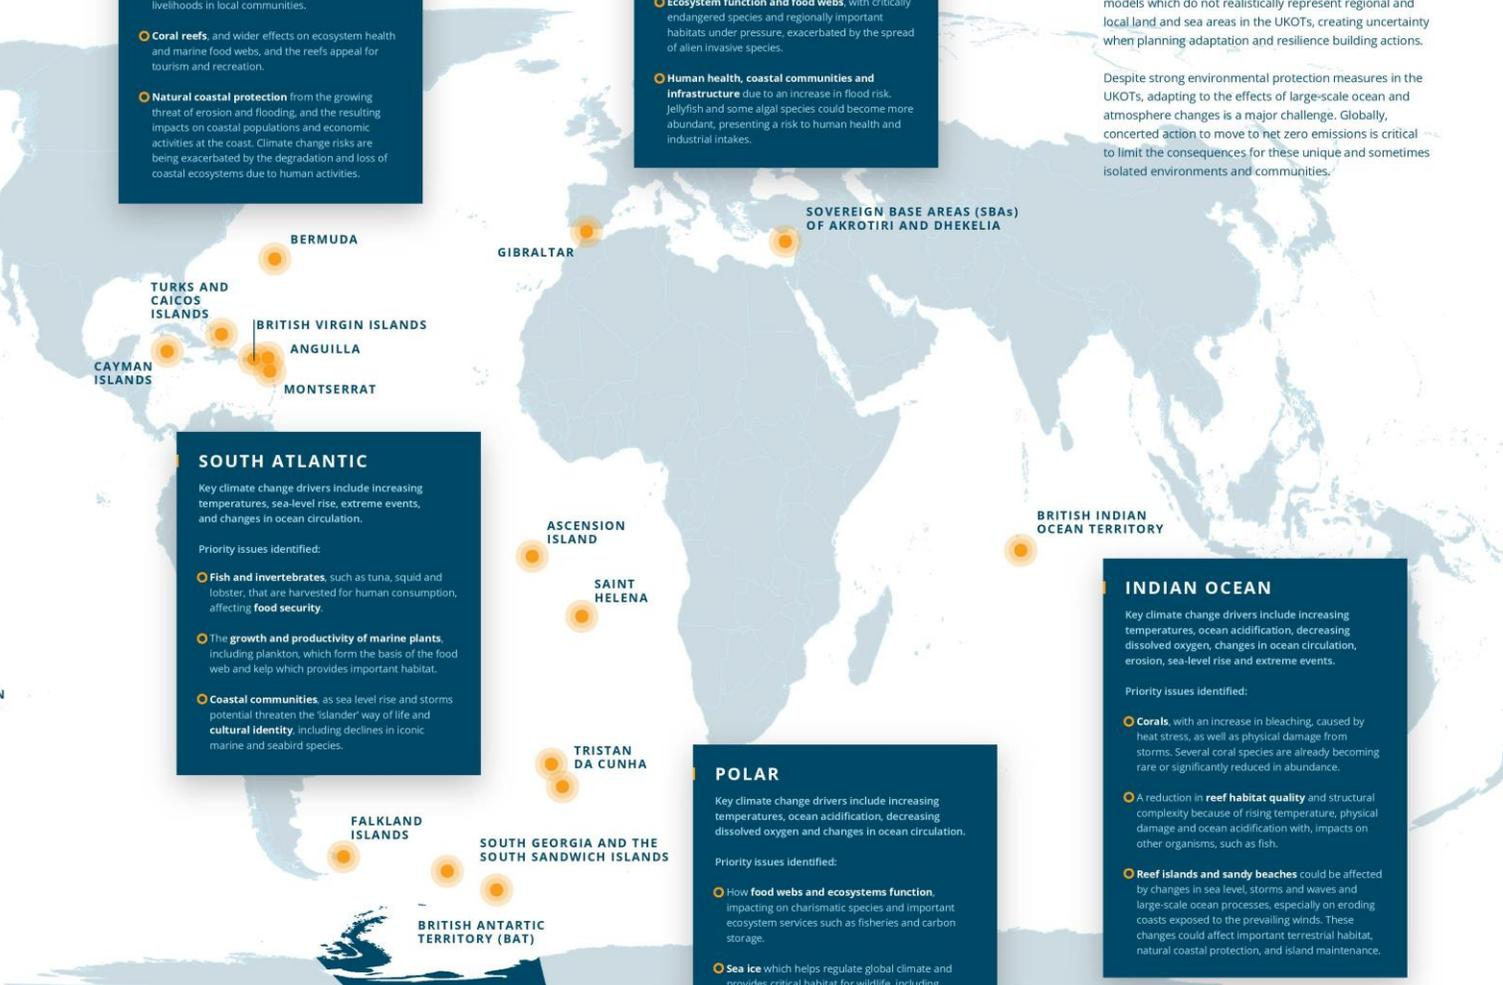 livelihoods in local communities.
Coral reefs, and wider effects on ecosystem health
and marine food webs, and the reefs appeal for
tourism and recreation.
Natural coastal protection from the growing
threat of erosion and flooding, and the resulting
impacts on coastal populations and economic
activities at the coast. Climate change risks are
being exacerbated by the degradation and loss of
coastal ecosystems due to human activities.
Ecosystem function and food webs, with critically
endangered species and regionally important
habitats under pressure, exacerbated by the spread
of alien invasive species.
Human health, coastal communities and
infrastructure due to an increase in flood risk.
Jellyfish and some algal species could become more
abundant, presenting a risk to human health and
industrial intakes.
models which do not realistically represent regional and
local land and sea areas in the UKOTs, creating uncertainty
when planning adaptation and resilience building actions.
Despite strong environmental protection measures in the
UKOTs, adapting to the effects of large-scale ocean and
atmosphere changes is a major challenge. Globally,
concerted action to move to net zero emissions is critical
to limit the consequences for these unique and sometimes
isolated environments and communities.
BERMUDA
GIBRALTAR
SOVEREIGN BASE AREAS (SBAs)
OF AKROTIRI AND DHEKELIA
TURKS AND
CAICOS
ISLANDS
BRITISH VIRGIN ISLANDS
ANGUILLA
CAYMAN
ISLANDS
MONTSERRAT
SOUTH ATLANTIC
Key climate change drivers include increasing
temperatures, sea-level rise, extreme events,
and changes in ocean circulation.
Priority issues identified:
Fish and invertebrates, such as tuna, squid and
lobster, that are harvested for human consumption,
affecting food security.
The growth and productivity of marine plants,
including plankton, which form the basis of the food
web and kelp which provides important habitat.
Coastal communities, as sea level rise and storms
potential threaten the 'islander' way of life and
cultural identity, including declines in iconic
marine and seabird species.
ASCENSION
ISLAND
SAINT
HELENA
BRITISH INDIAN
OCEAN TERRITORY
INDIAN OCEAN
Key climate change drivers include increasing
temperatures, ocean acidification, decreasing
dissolved oxygen, changes in ocean circulation,
erosion, sea-level rise and extreme events.
Priority issues identified:
Corals, with an increase in bleaching, caused by
heat stress, as well as physical damage from
storms. Several coral species are already becoming
rare or significantly reduced in abundance.
A reduction in reef habitat quality and structural
complexity because of rising temperature, physical
damage and ocean acidification with, impacts on
other organisms, such as fish.
Reef islands and sandy beaches could be affected
by changes in sea level, storms and waves and
large-scale ocean processes, especially on eroding
coasts exposed to the prevailing winds. These
changes could affect important terrestrial habitat,
natural coastal protection, and island maintenance.
TRISTAN
DA CUNHA
FALKLAND
ISLANDS
SOUTH GEORGIA AND THE
SOUTH SANDWICH ISLANDS
BRITISH ANTARTIC
TERRITORY (BAT)
POLAR
Key climate change drivers include increasing
temperatures, ocean acidification, decreasing
dissolved oxygen and changes in ocean circulation.
Priority issues identified:
How food webs and ecosystems function,
impacting on charismatic species and important
ecosystem services such as fisheries and carbon
storage.
Sea ice which helps regulate global climate and
provides critical habitat for wildlife, including